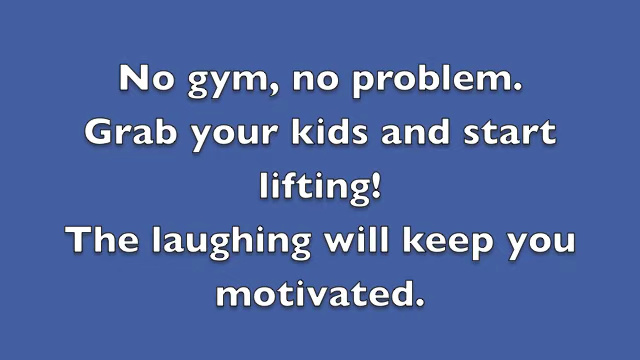 No gym, no problem.
Grab your kids and start
lifting!
The laughing will keep you
motivated.